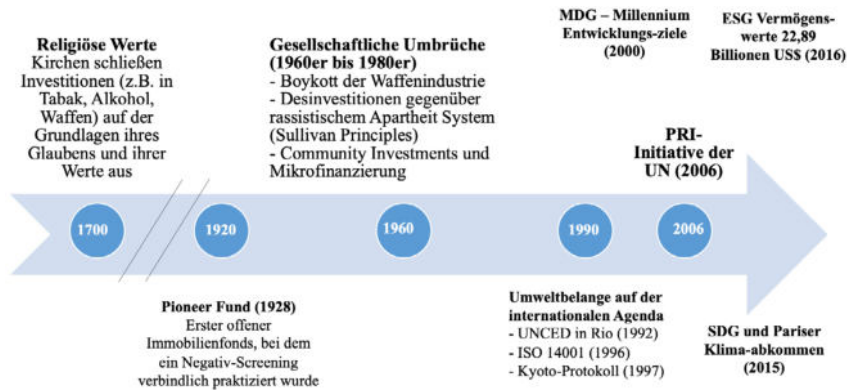 Religiöse Werte
Kirchen schließen
Investitionen (z.B. in
Tabak, Alkohol,
Waffen) auf der
Grundlagen ihres
Glaubens und ihrer
Werte aus
Gesellschaftliche Umbrüche
(1960er bis 1980er)
- Boykott der Waffenindustrie
- Desinvestitionen gegenüber
rassistischem Apartheit System
(Sullivan Principles)
- Community Investments und
Mikrofinanzierung
MDG – Millennium
Entwicklungs-ziele
(2000)
ESG Vermögens-
werte 22,89
Billionen US$ (2016)
PRI-
Initiative der
UN (2006)
1700
1920
1960
1990
2006
Pioneer Fund (1928)
Erster offener
Immobilienfonds, bei dem
ein Negativ-Screening
verbindlich praktiziert wurde
Umweltbelange auf der
internationalen Agenda
- UNCED in Rio (1992)
- ISO 14001 (1996)
- Kyoto-Protokoll (1997)
SDG und Pariser
Klima-abkommen
(2015)